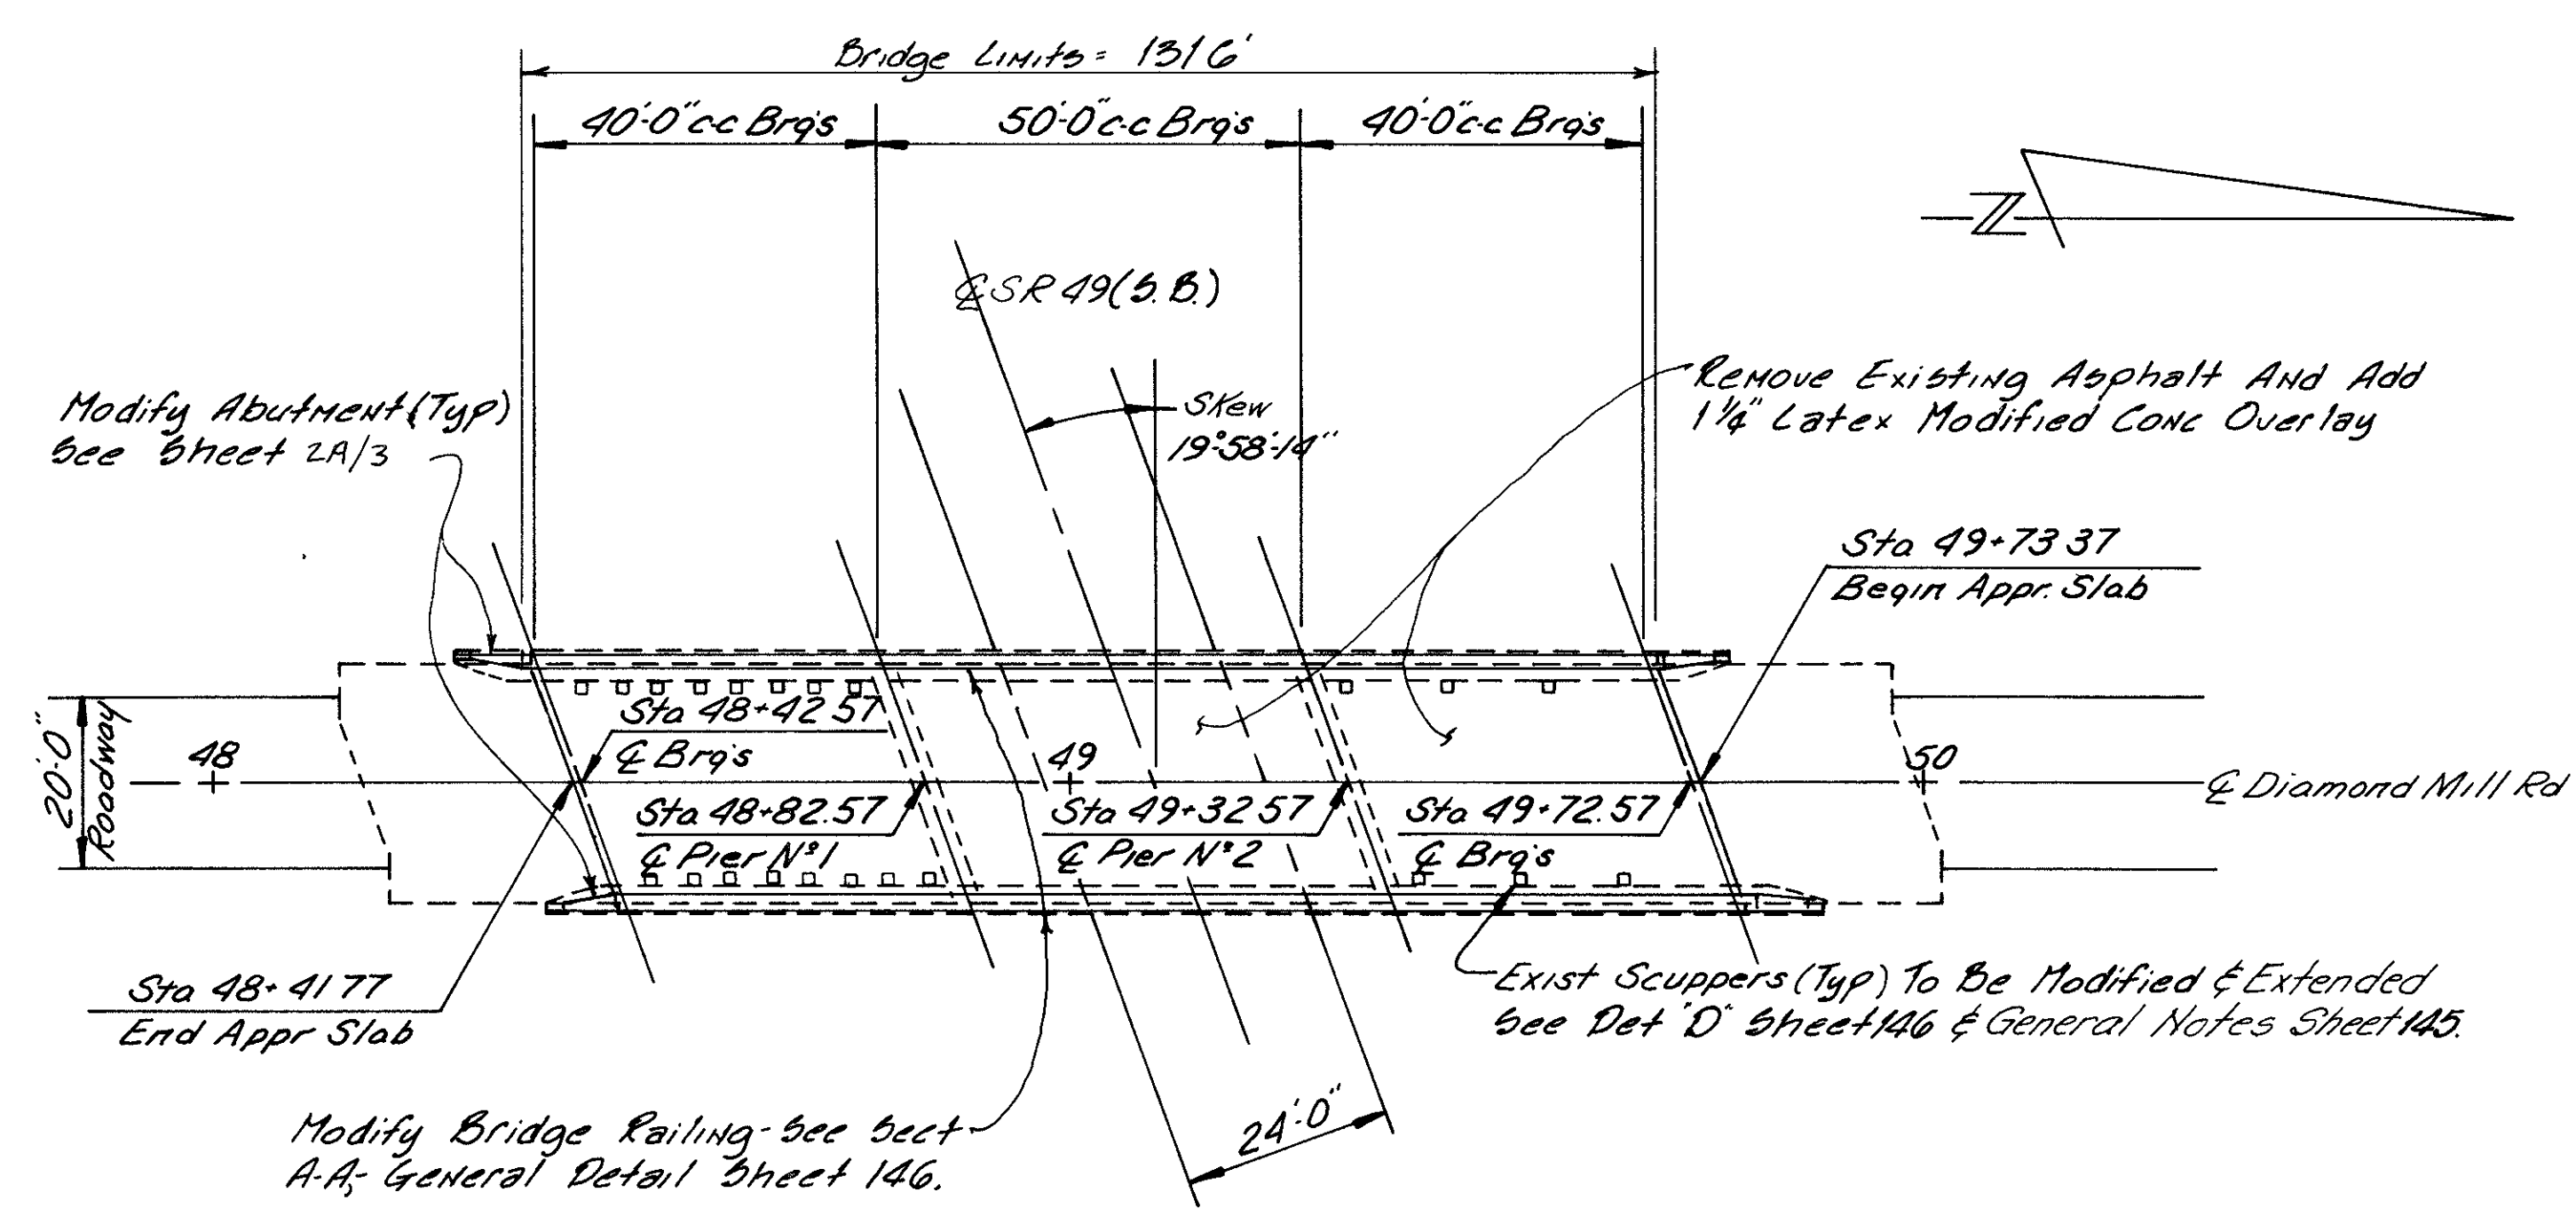 Bridge Limits = 131 6'
40'-0" c-c Brg's
50'-0" c-c Brg's
40'-0" c-c Brg's
℄ SR 49 (S.B.)
Skew
19°-58'-14"
Z
Remove Existing Asphalt And Add
1 1/4" Latex Modified Conc Overlay
Modify Abutment (Typ)
See Sheet 2A/3
Sta 49+73 37
Begin Appr. Slab
20'-0"
Roodway
48
Sta 48+42 57
℄ Brg's
49
50
℄ Diamond Mill Rd
Sta 48+82.57
℄ Pier Nº1
Sta 49+32 57
℄ Pier Nº2
Sta 49+72.57
℄ Brg's
Sta 48+41 77
End Appr Slab
Exist Scuppers (Typ) To Be Modified & Extended
See Det "D" Sheet 146 & General Notes Sheet 145.
24'-0"
Modify Bridge Railing - See Sect
A-A, - General Detail Sheet 146.